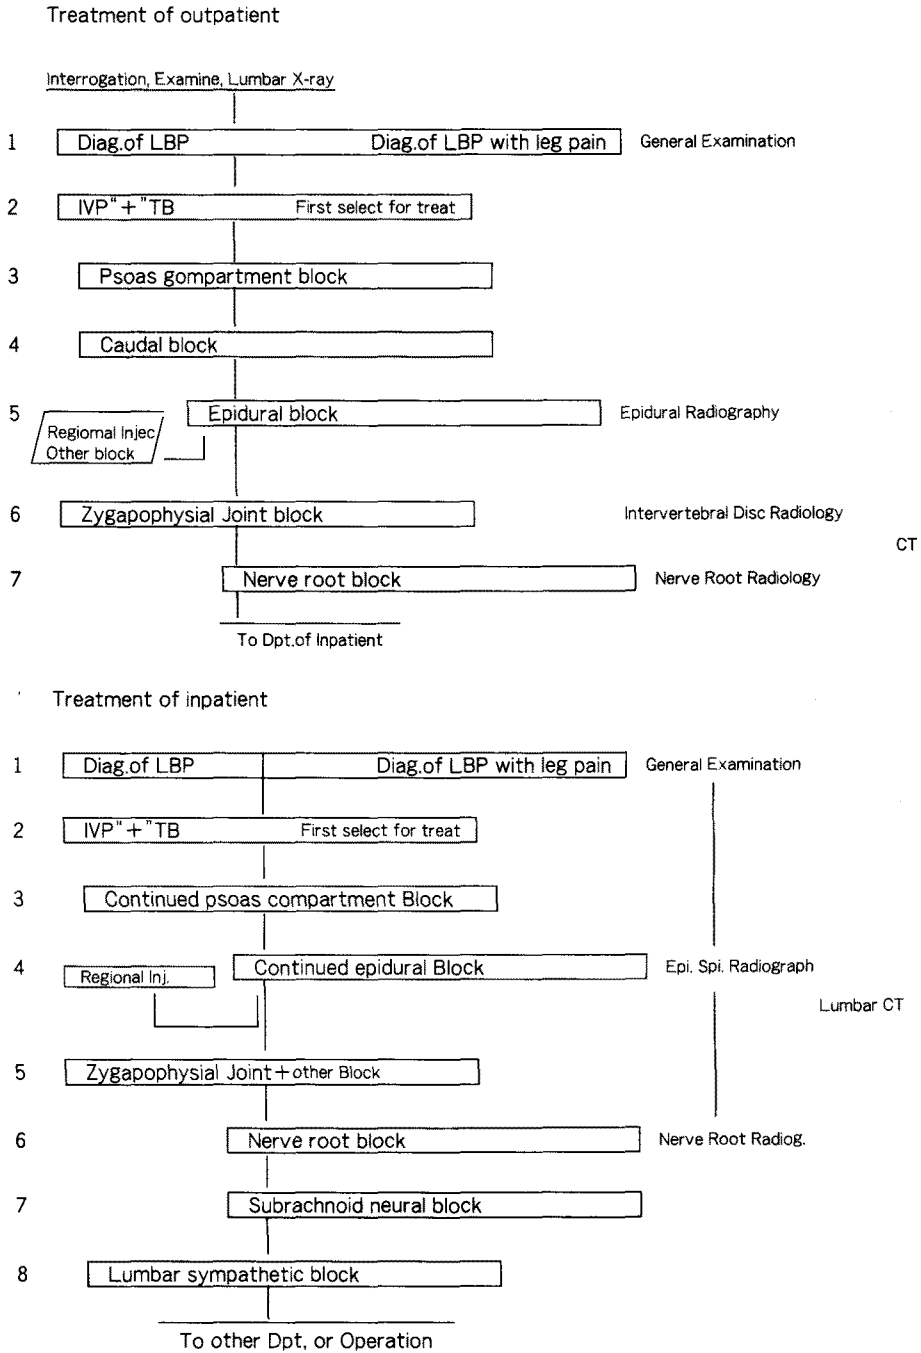 Treatment of outpatient
Interrogation, Examine, Lumbar X-ray
1 Diag.of LBP Diag.of LBP with leg pain General Examination
2 IVP"+"TB First select for treat
3 Psoas gompartment block
4 Caudal block
5 Epidural block Epidural Radiography
Regiomal Injec
Other block
6 Zygapophysial Joint block Intervertebral Disc Radiology
CT
7 Nerve root block Nerve Root Radiology
To Dpt.of Inpatient
Treatment of inpatient
1 Diag.of LBP Diag.of LBP with leg pain General Examination
2 IVP"+"TB First select for treat
3 Continued psoas compartment Block
4 Regional Inj. Continued epidural Block Epi. Spi. Radiograph
Lumbar CT
5 Zygapophysial Joint+other Block
6 Nerve root block Nerve Root Radiog.
7 Subrachnoid neural block
8 Lumbar sympathetic block
To other Dpt, or Operation